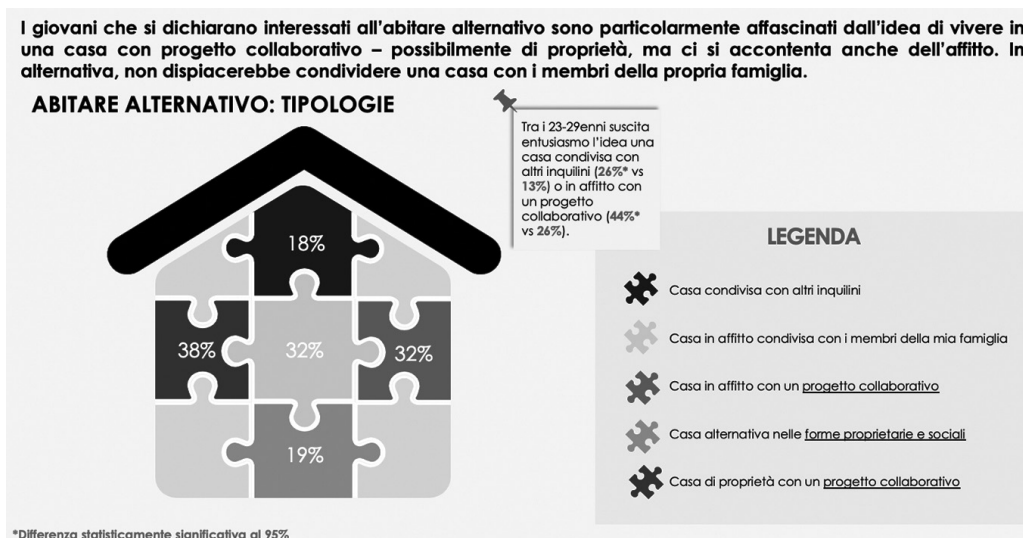 I giovani che si dichiarano interessati all'abitare alternativo sono particolarmente affascinati dall'idea di vivere in
una casa con progetto collaborativo – possibilmente di proprietà, ma ci si accontenta anche dell'affitto. In
alternativa, non dispiacerebbe condividere una casa con i membri della propria famiglia.
ABITARE ALTERNATIVO: TIPOLOGIE
Tra i 23-29enni suscita
entusiasmo l'idea una
casa condivisa con
altri inquilini (26%* vs
13%) o in affitto con
un progetto
collaborativo (44%*
vs 26%).
18%
38%
32%
32%
19%
LEGENDA
Casa condivisa con altri inquilini
Casa in affitto condivisa con i membri della mia famiglia
Casa in affitto con un progetto collaborativo
Casa alternativa nelle forme proprietarie e sociali
Casa di proprietà con un progetto collaborativo
*Differenza statisticamente significativa al 95%